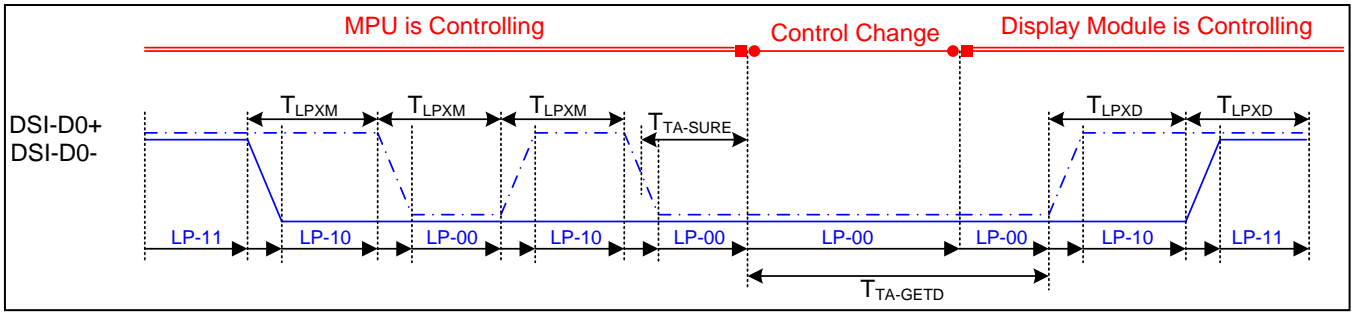 MPU is Controlling
Control Change
Display Module is Controlling
TLPXM
TLPXM
TLPXM
TTA-SURE
TLPXD
TLPXD
DSI-D0+
DSI-D0-
LP-11
LP-10
LP-00
LP-10
LP-00
LP-00
LP-00
LP-10
LP-11
TTA-GETD